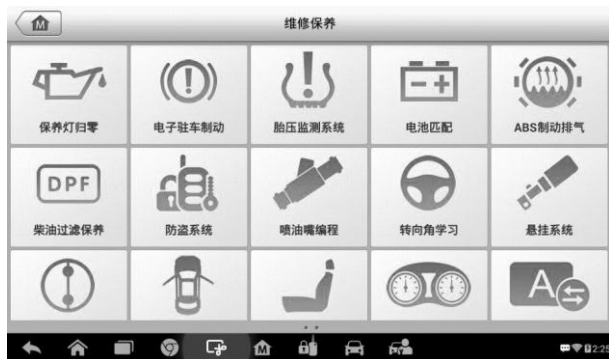 M
维修保养
保养灯归零
电子驻车制动
胎压监测系统
电池匹配
ABS制动排气
DPF
柴油过滤保养
防盗系统
喷油嘴编程
转向角学习
悬挂系统
A
M
2:25